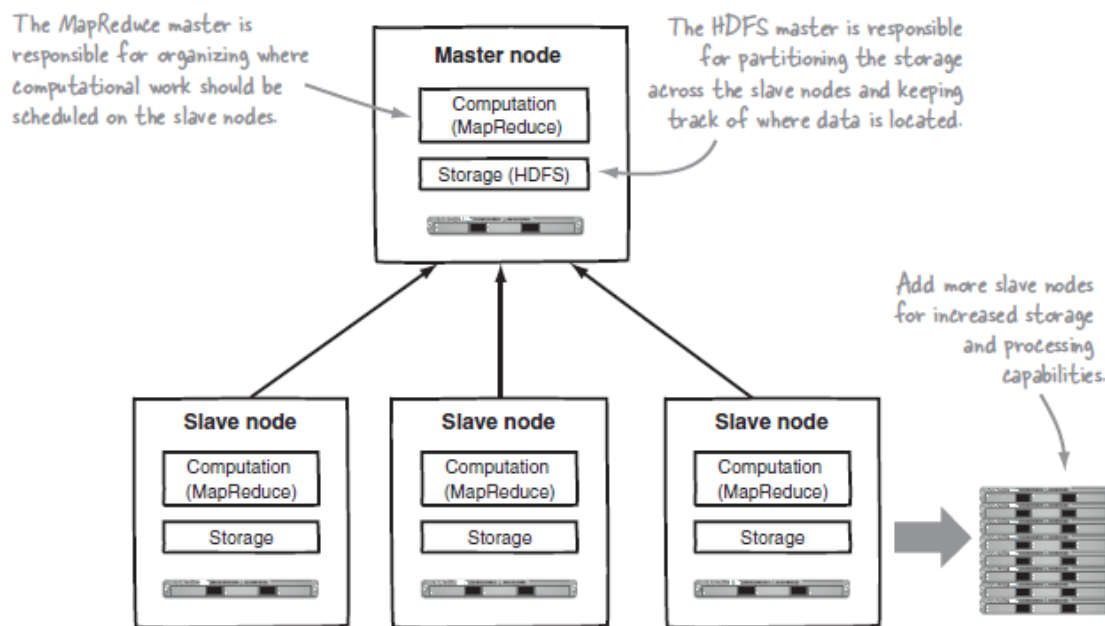 The MapReduce master is
responsible for organizing where
computational work should be
scheduled on the slave nodes.
Master node
Computation
(MapReduce)
Storage (HDFS)
The HDFS master is responsible
for partitioning the storage
across the slave nodes and keeping
track of where data is located.
Add more slave nodes
for increased storage
and processing
capabilities.
Slave node
Computation
(MapReduce)
Storage
Slave node
Computation
(MapReduce)
Storage
Slave node
Computation
(MapReduce)
Storage